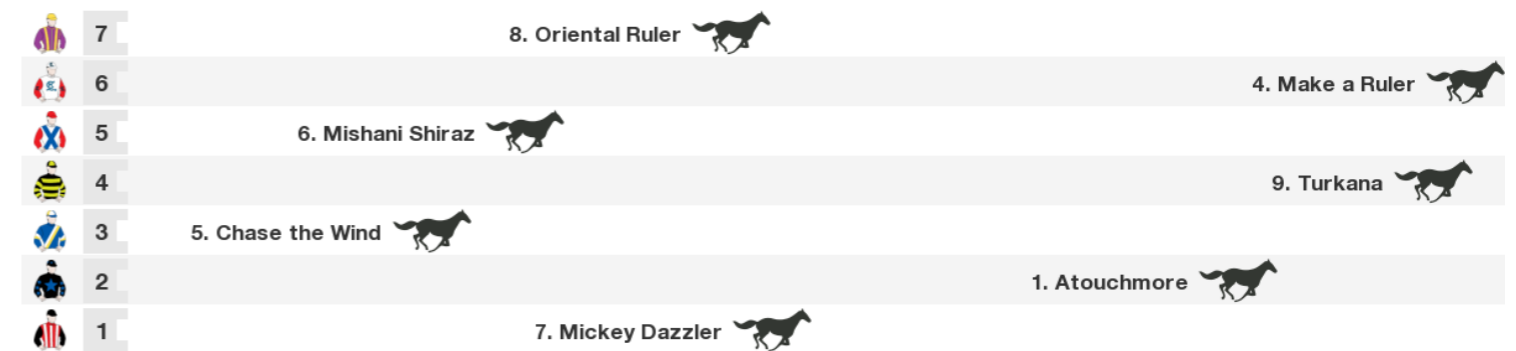 7 8. Oriental Ruler
6 4. Make a Ruler
5 6. Mishani Shiraz
4 9. Turkana
3 5. Chase the Wind
2 1. Atouchmore
1 7. Mickey Dazzler